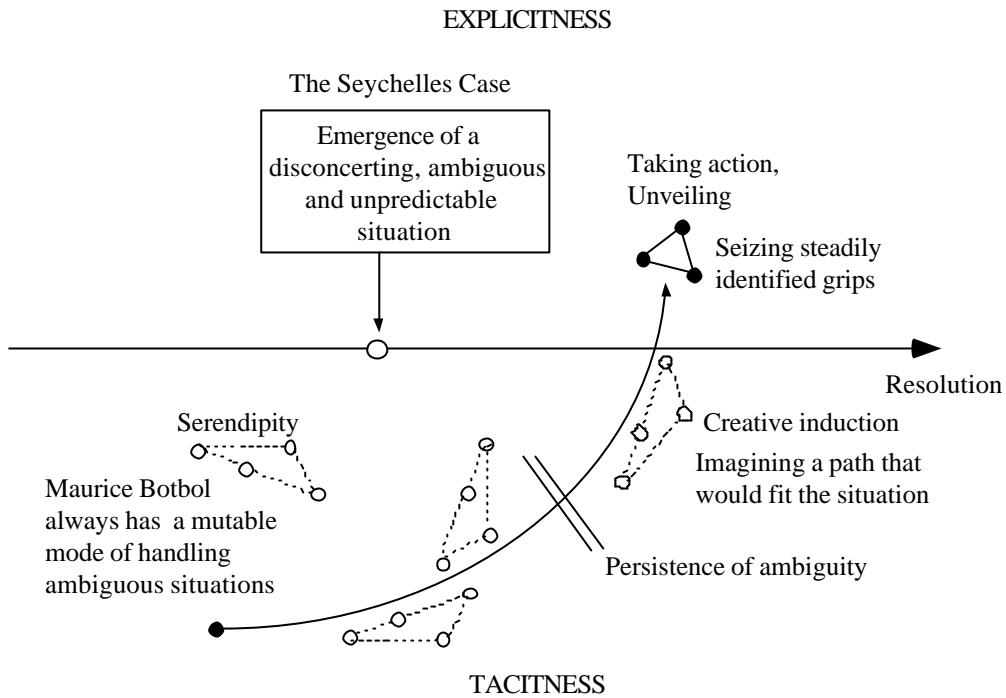 EXPLICITNESS
The Seychelles Case
Emergence of a
disconcerting, ambiguous
and unpredictable
situation
Taking action,
Unveiling
Seizing steadily
identified grips
Resolution
Serendipity
Creative induction
Imagining a path that
would fit the situation
Maurice Botbol
always has a mutable
mode of handling
ambiguous situations
Persistence of ambiguity
TACITNESS